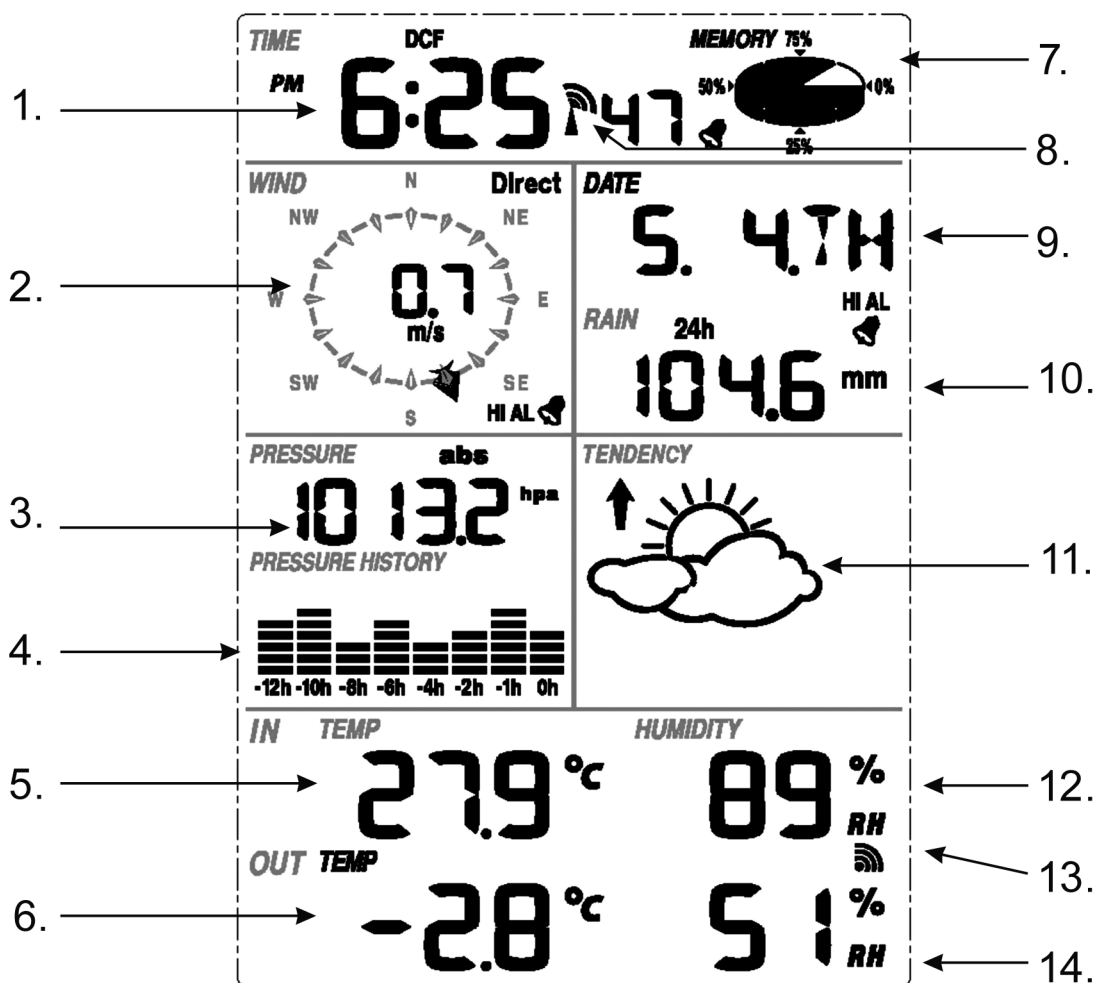 TIME DCF MEMORY 75% 7.
PM 6:25 47 50% 0%
1.
25% 8.
WIND N Direct DATE
NW NE 5. 4. TH 9.
2. W 0.7 E HI AL
m/s RAIN 24h
SW SE 104.6 mm 10.
S HI AL
PRESSURE abs TENDENCY
3. 1013.2 hpa
PRESSURE HISTORY 11.
4.
-12h -10h -8h -6h -4h -2h -1h 0h
IN TEMP HUMIDITY
5. 27.9 °C 89 % RH 12.
13.
OUT TEMP
6. -2.8 °C 51 % RH 14.